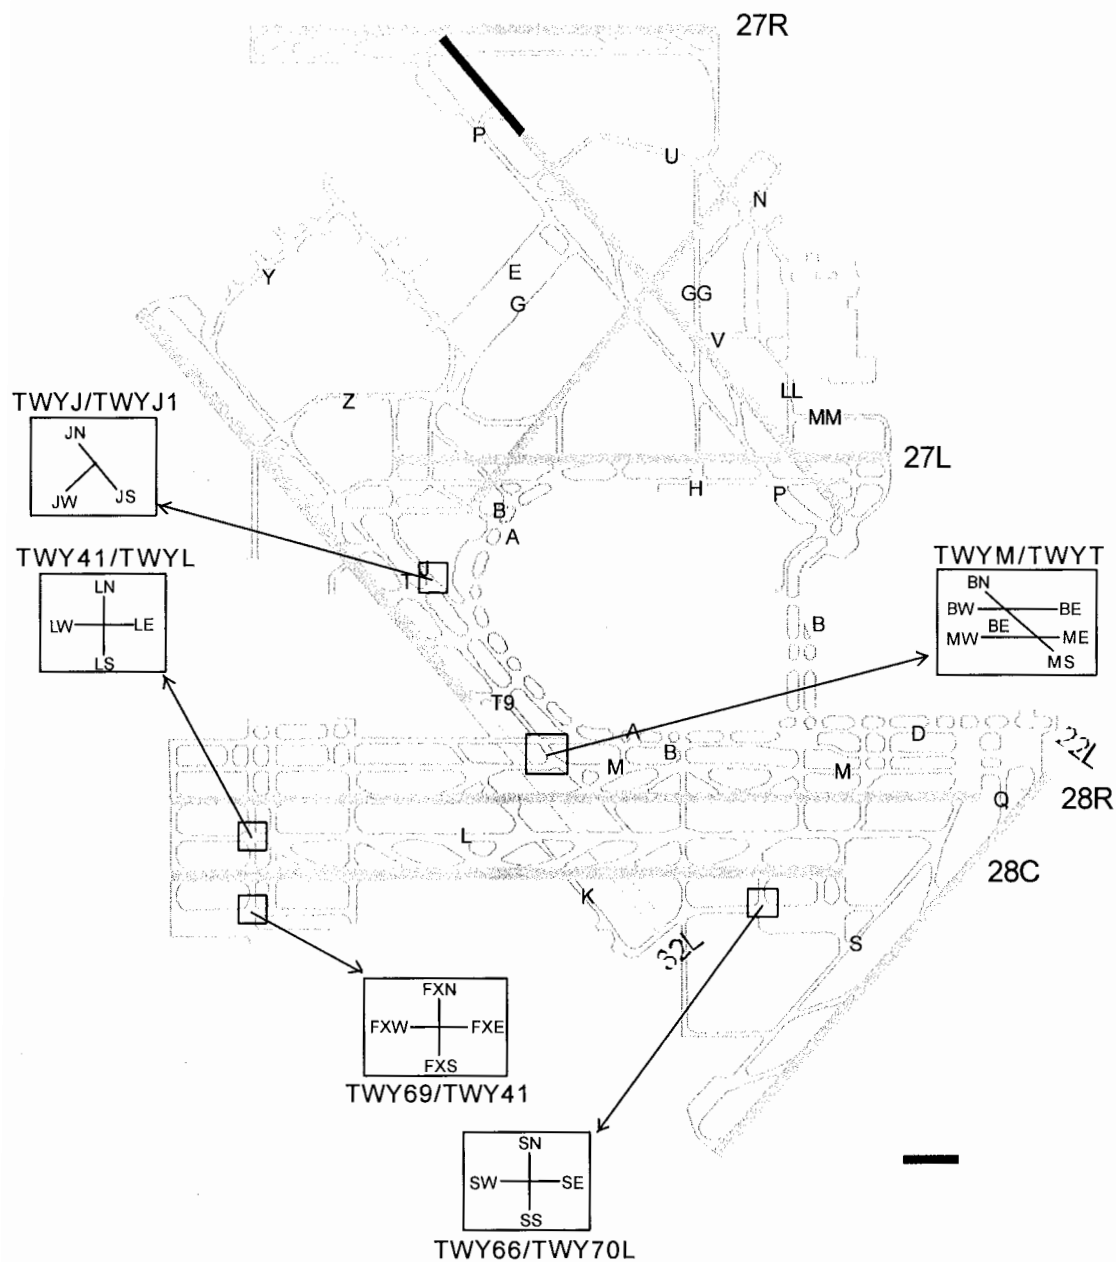 27R
P
U
N
Y
E
GG
G
V
LL
Z
MM
TWYJ/TWYJ1
JN
JW
JS
27L
H
P
B
A
TWY41/TWYL
LN
LW
LE
LS
J
T
TWYM/TWYT
BN
BW
BE
BE
MW
ME
MS
B
T9
A
D
B
M
M
22L
Q
28R
L
28C
K
32L
S
FXN
FXW
FXE
FXS
TWY69/TWY41
SN
SW
SE
SS
TWY66/TWY70L